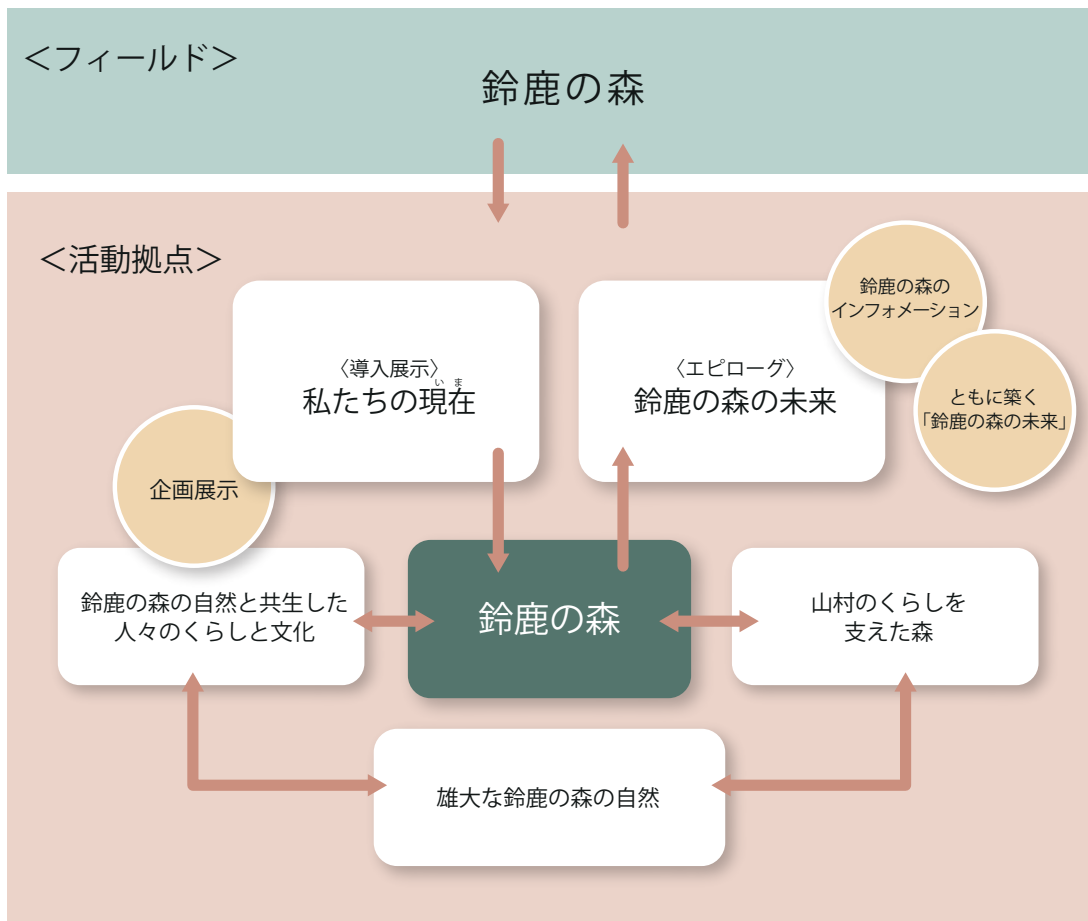 ＜フィールド＞
鈴鹿の森
＜活動拠点＞
鈴鹿の森の
インフォメーション
〈導入展示〉
私たちの現在
いま
〈エピローグ〉
鈴鹿の森の未来
ともに築く
「鈴鹿の森の未来」
企画展示
鈴鹿の森の自然と共生した
人々のくらしと文化
鈴鹿の森
山村のくらしを
支えた森
雄大な鈴鹿の森の自然